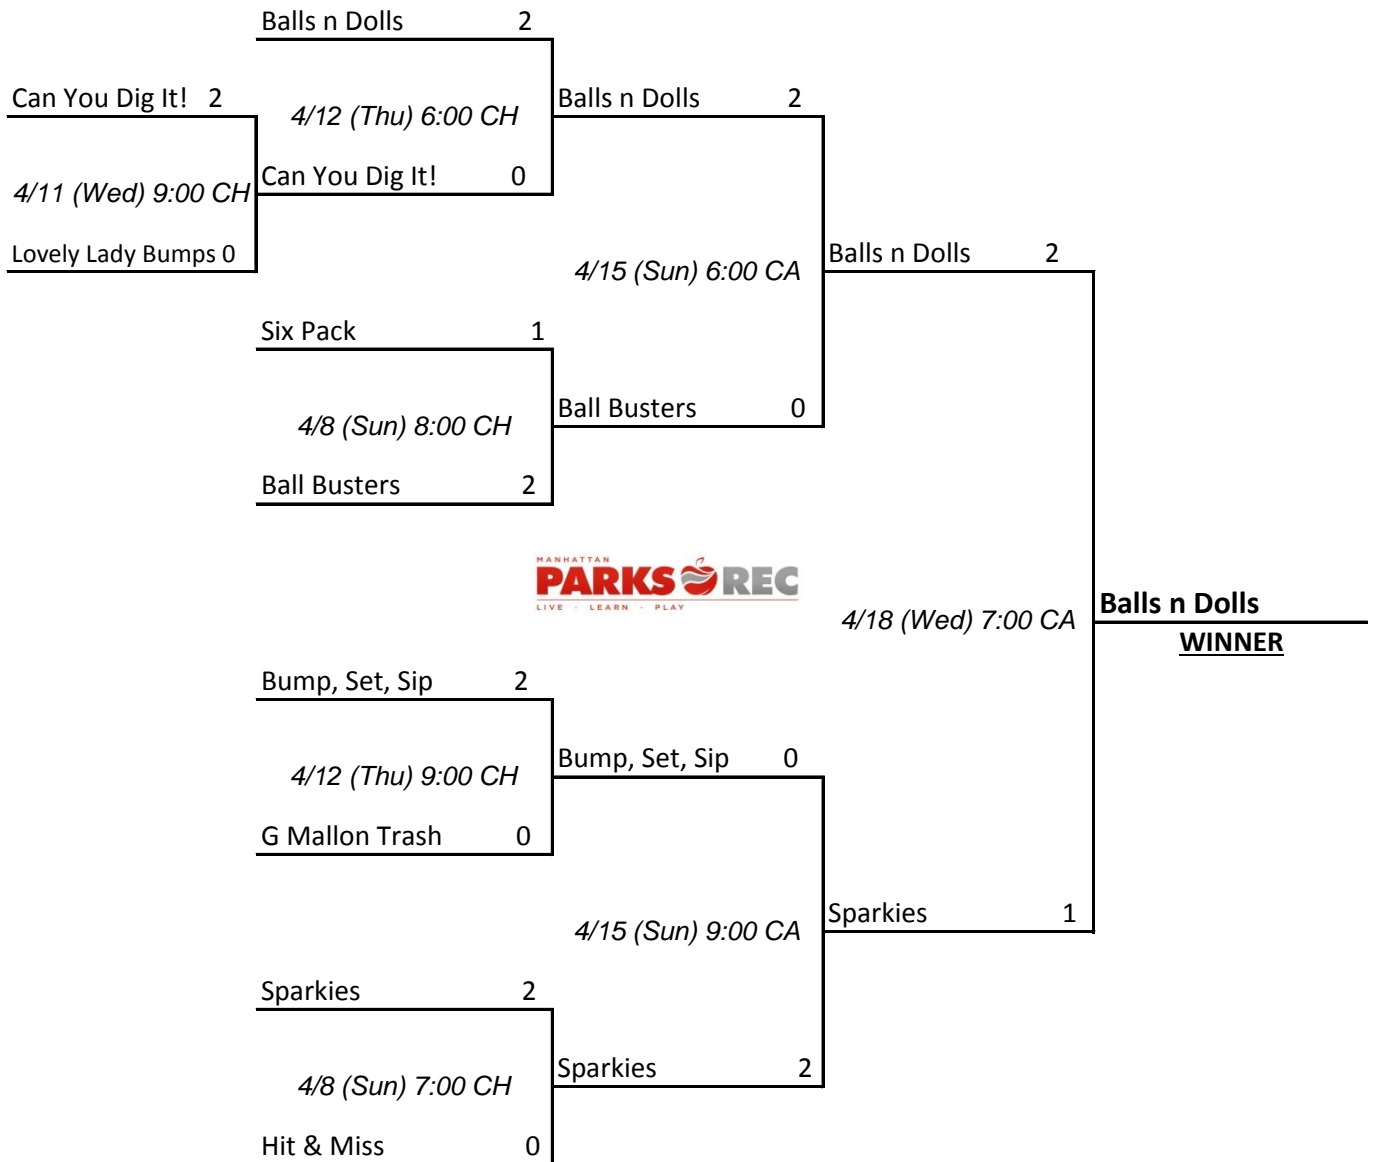 Balls n Dolls 2
Can You Dig It! 2
4/12 (Thu) 6:00 CH
Balls n Dolls 2
4/11 (Wed) 9:00 CH
Can You Dig It! 0
Lovely Lady Bumps 0
4/15 (Sun) 6:00 CA
Balls n Dolls 2
Six Pack 1
4/8 (Sun) 8:00 CH
Ball Busters 0
Ball Busters 2
MANHATTAN
PARKS REC
LIVE - LEARN - PLAY
4/18 (Wed) 7:00 CA
Balls n Dolls
WINNER
Bump, Set, Sip 2
4/12 (Thu) 9:00 CH
Bump, Set, Sip 0
G Mallon Trash 0
4/15 (Sun) 9:00 CA
Sparkies 1
Sparkies 2
4/8 (Sun) 7:00 CH
Sparkies 2
Hit & Miss 0